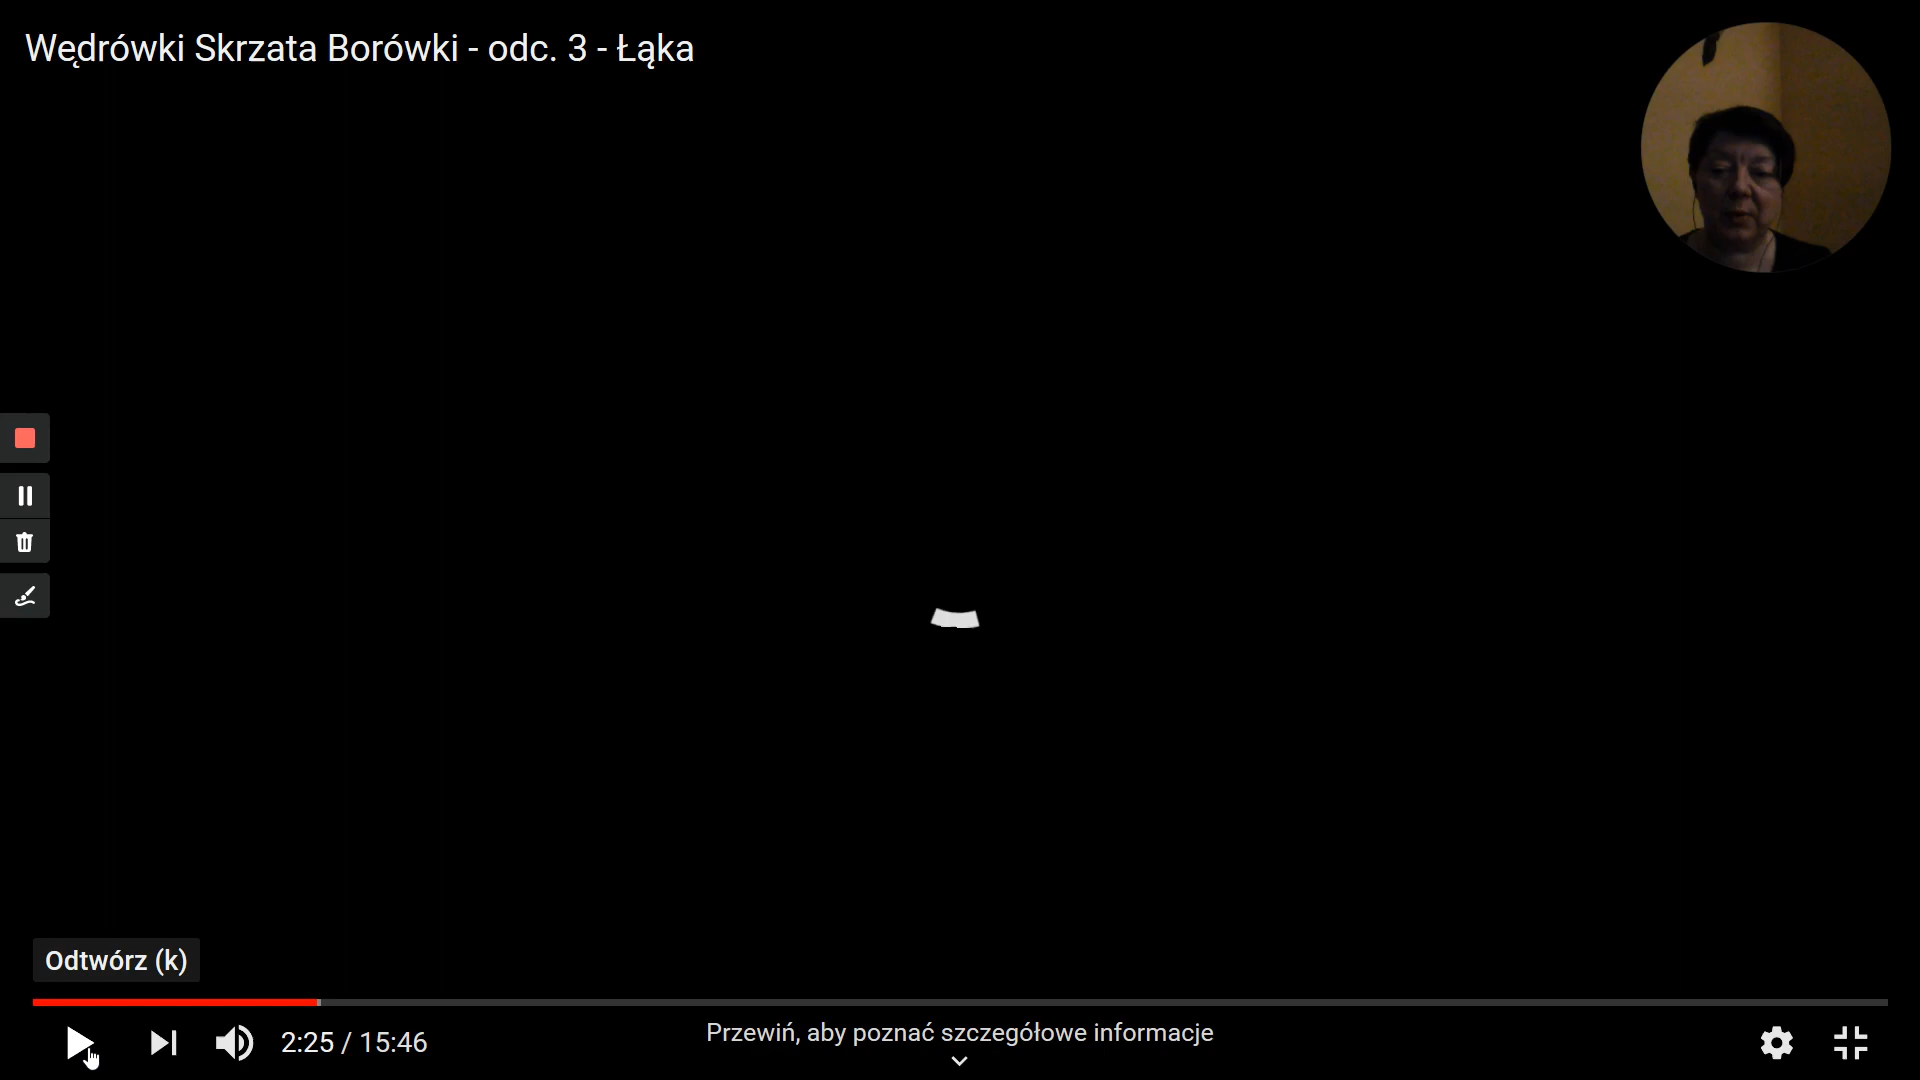 Wędrówki Skrzata Borówki - odc. 3 - Łąka
Odtwórz (k)
2:25 / 15:46
Przewiń, aby poznać szczegółowe informacje